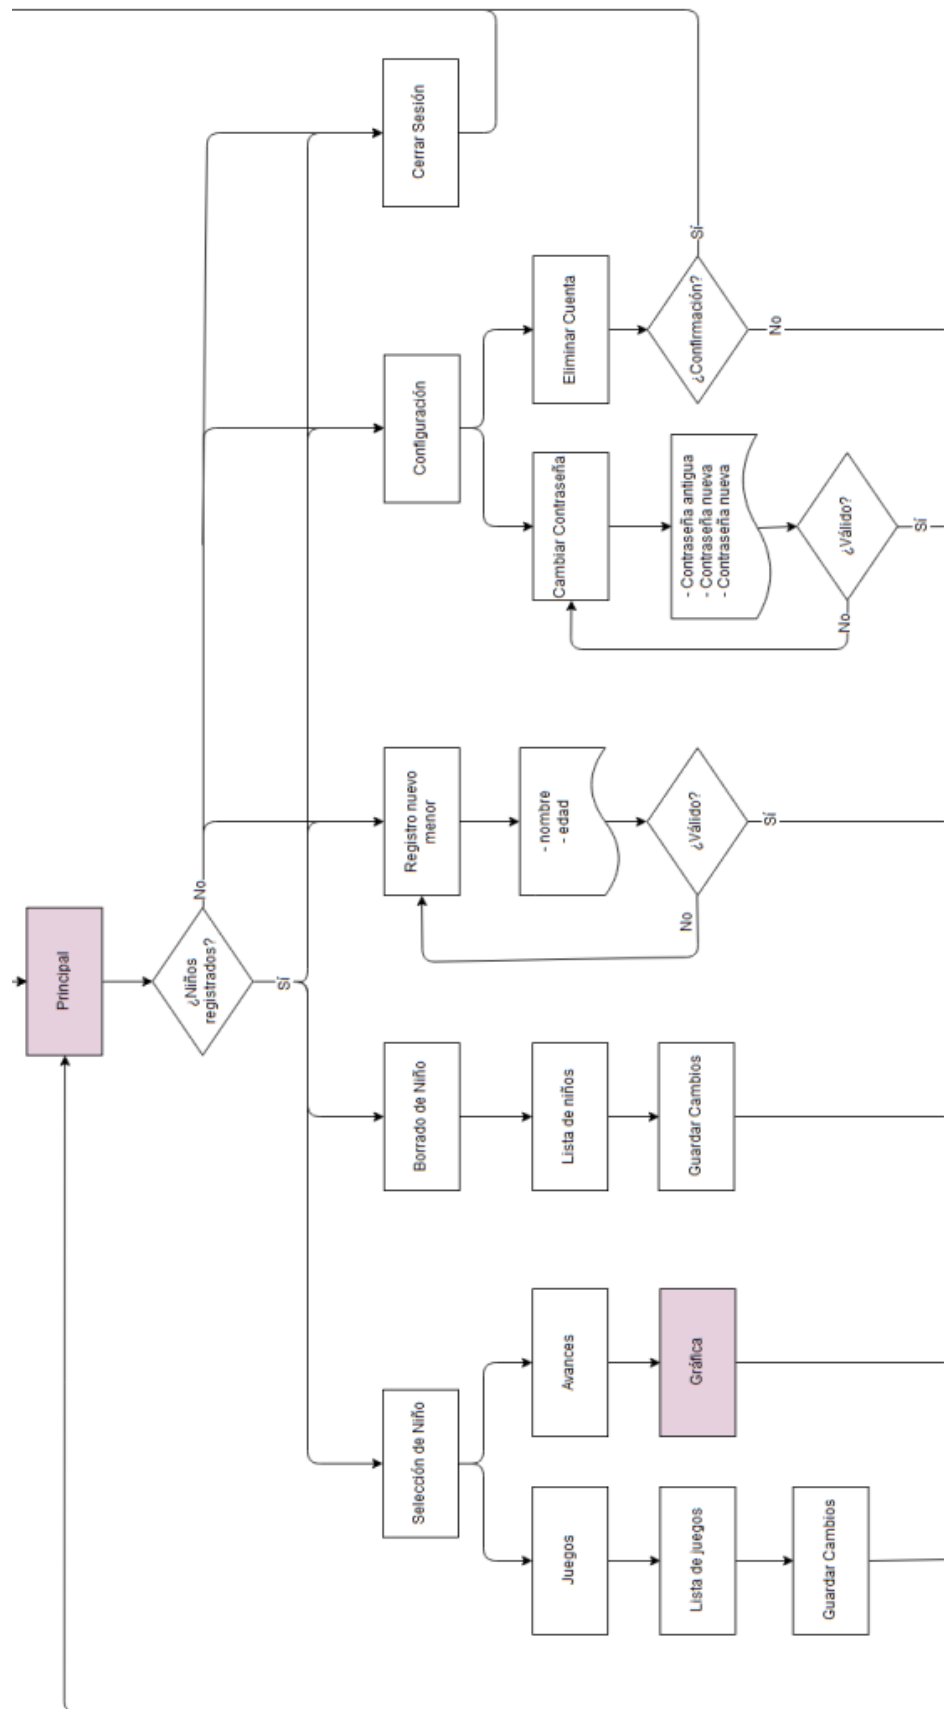 Principal
¿Niños
registrados?
No
Sí
Selección de Niño
Borrado de Niño
Registro nuevo
menor
Configuración
Cerrar Sesión
Juegos
Avances
Lista de niños
- nombre
- edad
Cambiar Contraseña
Eliminar Cuenta
Lista de juegos
Gráfica
Guardar Cambios
¿Válido?
No
Sí
- Contraseña antigua
- Contraseña nueva
- Contraseña nueva
¿Confirmación?
Sí
No
Guardar Cambios
¿Válido?
No
Sí